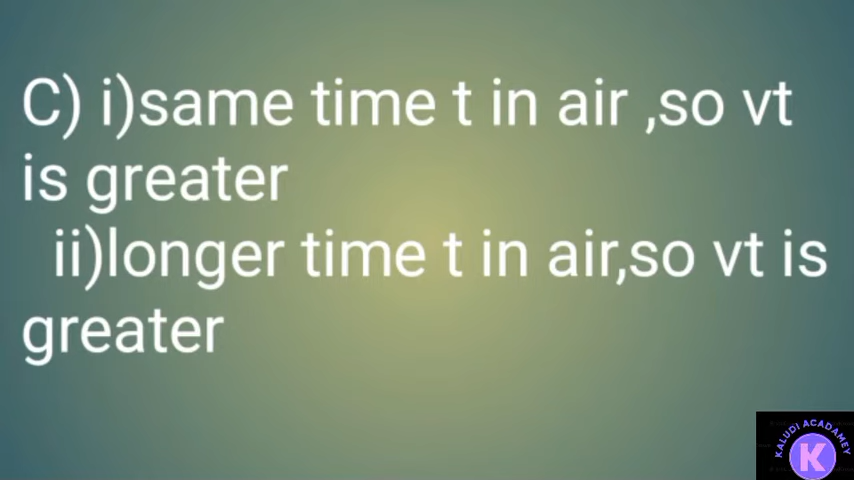 C) i)same time t in air ,so vt
is greater
ii)longer time t in air,so vt is
greater
KALUDI ACADAMEY
K